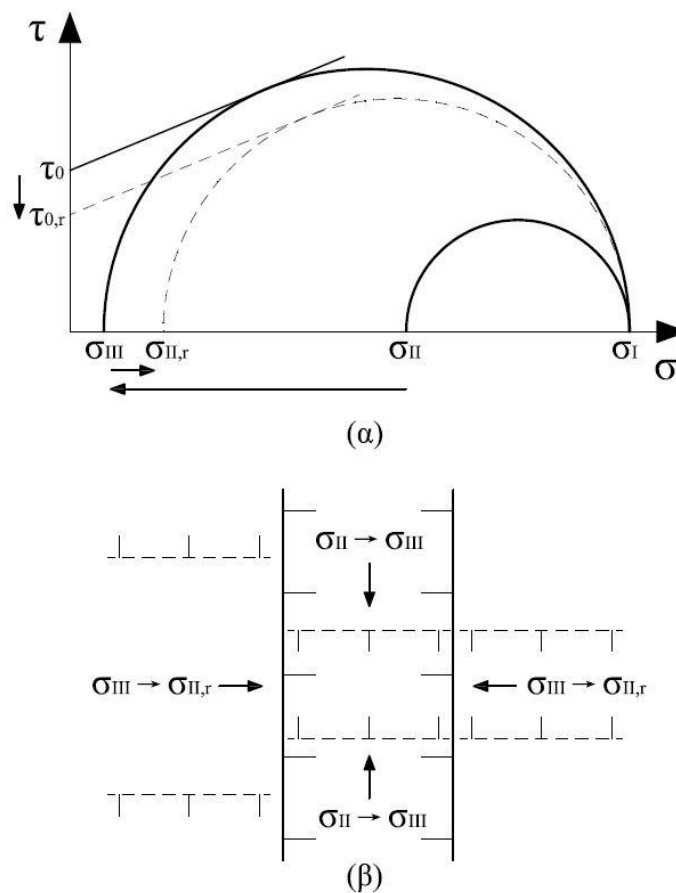 τ
τ₀
τ₀,r
σIII σII,r σII σI
σ
(α)
σII → σIII
σIII → σII,r σIII → σII,r
σII → σIII
(β)